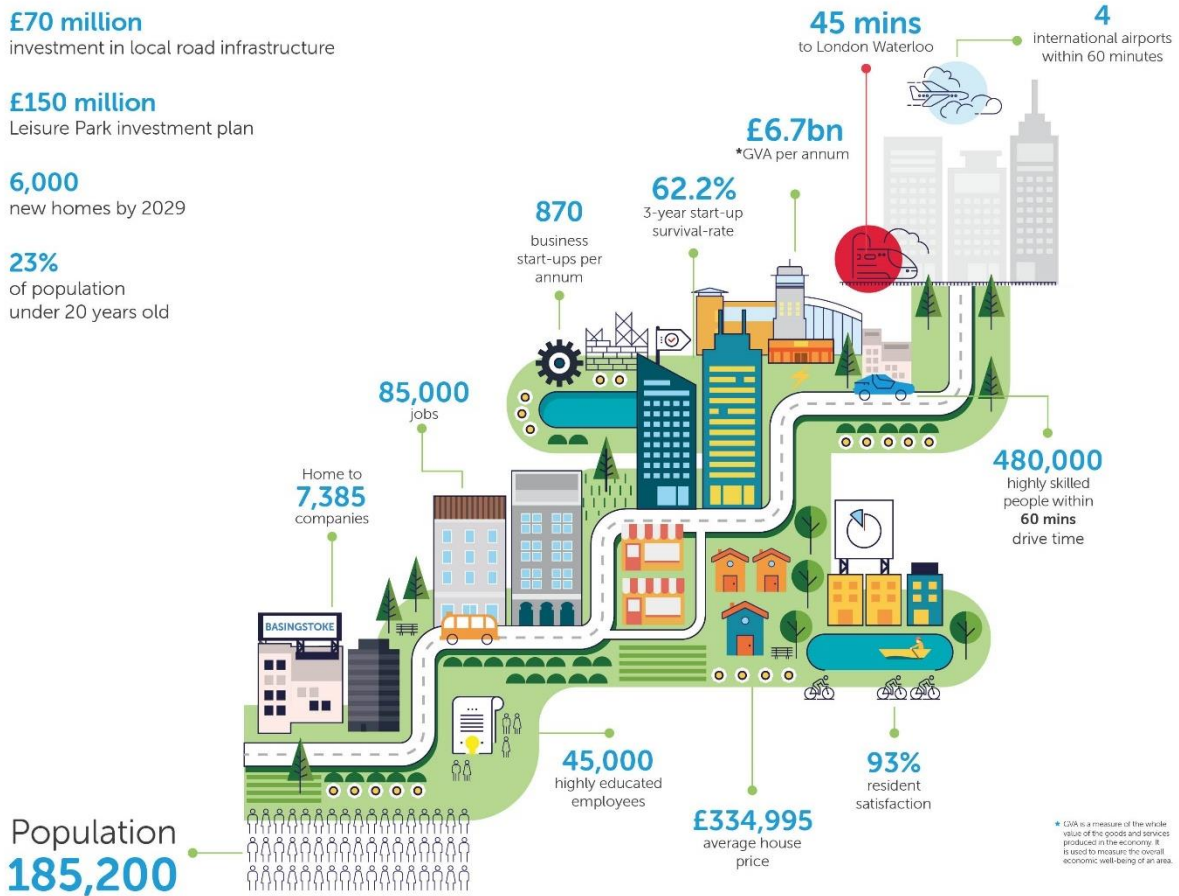 £70 million
investment in local road infrastructure
£150 million
Leisure Park investment plan
6,000
new homes by 2029
23%
of population
under 20 years old
45 mins
to London Waterloo
4
international airports
within 60 minutes
£6.7bn
*GVA per annum
62.2%
3-year start-up
survival-rate
870
business
start-ups per
annum
85,000
jobs
Home to
7,385
companies
BASINGSTOKE
480,000
highly skilled
people within
60 mins
drive time
45,000
highly educated
employees
£334,995
average house
price
93%
resident
satisfaction
Population
185,200
★ GVA is a measure of the whole
value of the goods and services
produced in the economy. It
is used to measure the overall
economic well-being of an area.